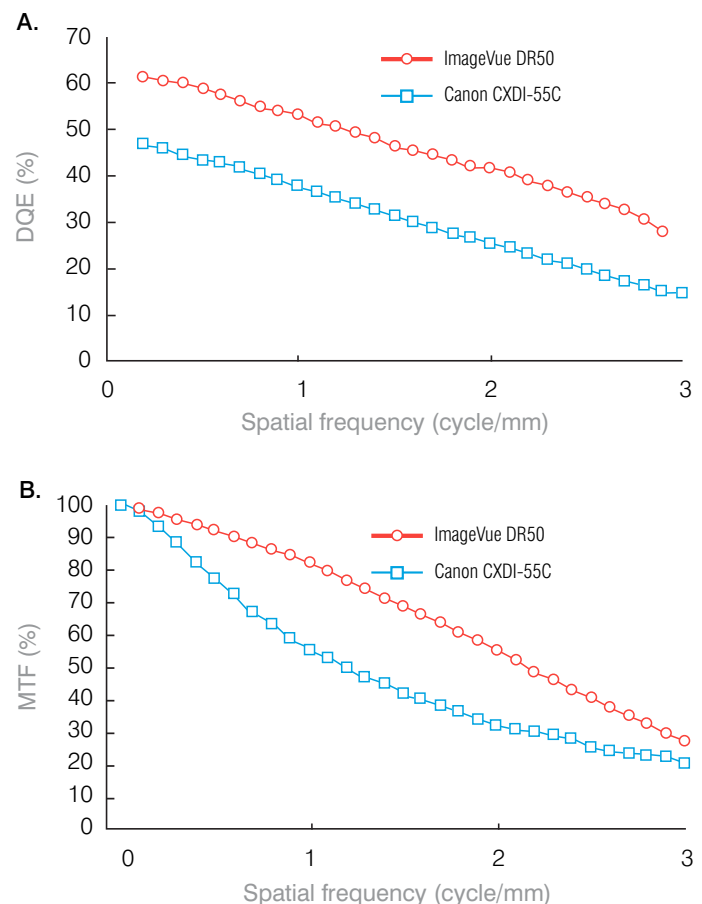 A.
70
60
50
40
30
20
10
0
DQE (%)
ImageVue DR50
Canon CXDI-55C
0 1 2 3
Spatial frequency (cycle/mm)
B.
100
90
80
70
60
50
40
30
20
10
0
MTF (%)
ImageVue DR50
Canon CXDI-55C
0 1 2 3
Spatial frequency (cycle/mm)